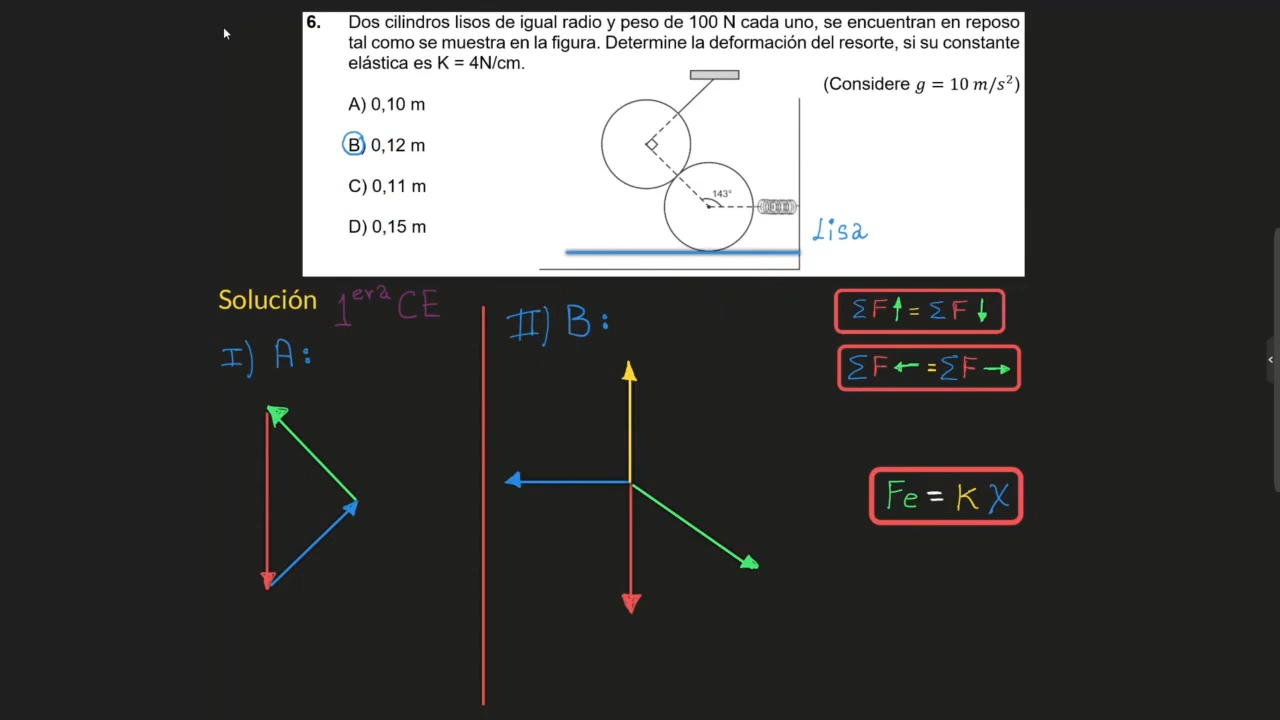 6. Dos cilindros lisos de igual radio y peso de 100 N cada uno, se encuentran en reposo
tal como se muestra en la figura. Determine la deformación del resorte, si su constante
elástica es K = 4N/cm.
(Considere g = 10 m/s²)
A) 0,10 m
B) 0,12 m
C) 0,11 m
D) 0,15 m
143°
Lisa
Solución 1era CE
I) A:
II) B:
ΣF↑ = ΣF↓
ΣF← = ΣF→
Fe = K X